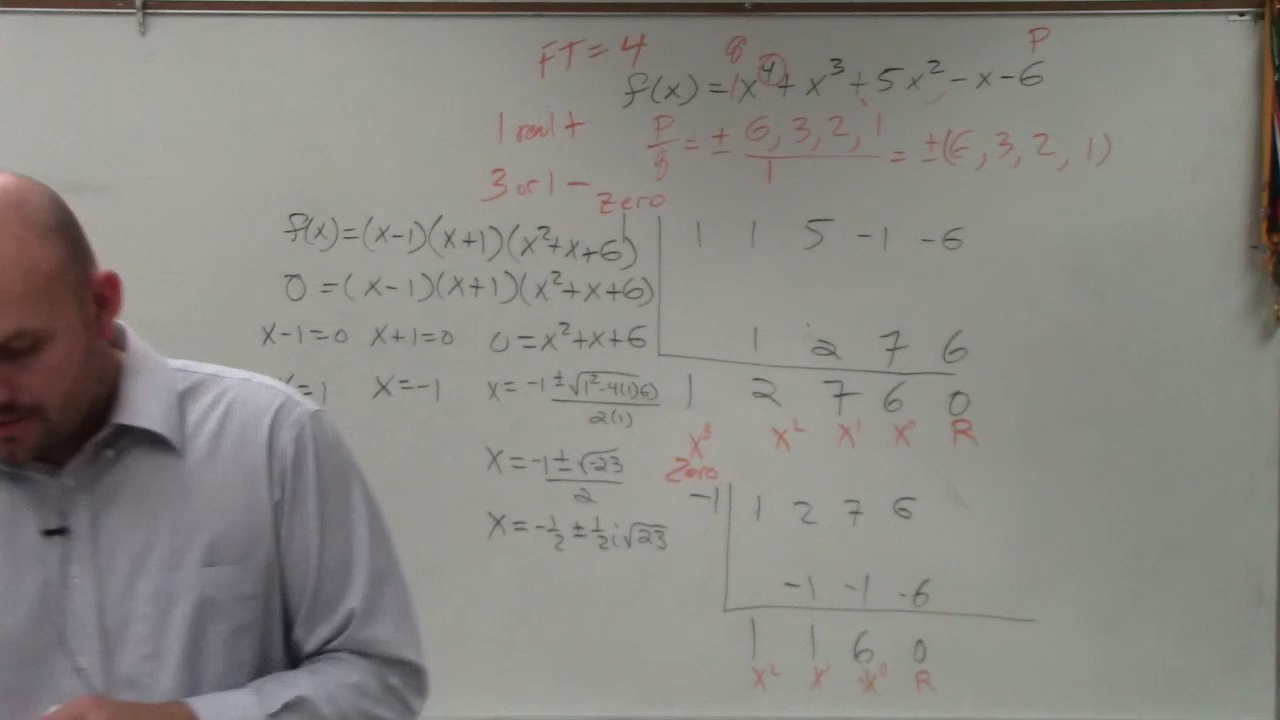 FT = 4
q P
f(x) = 1x⁴ + x³ + 5x² - x - 6
1 real +
P/q = ± 6, 3, 2, 1 / 1 = ±(6, 3, 2, 1)
3 or 1 -
zero
f(x) = (x-1)(x+1)(x²+x+6)
0 = (x-1)(x+1)(x²+x+6)
x-1=0 x+1=0 0=x²+x+6
x=1 x=-1 x = -1 ± √(1²-4(1)6) / 2(1)
x = -1 ± √-23 / 2
x = -1/2 ± 1/2 i√23
1 | 1 1 5 -1 -6
1 2 7 6
1 2 7 6 0
x³ x² x¹ x⁰ R
Zero
-1 | 1 2 7 6
-1 -1 -6
1 1 6 0
x² x¹ x⁰ R